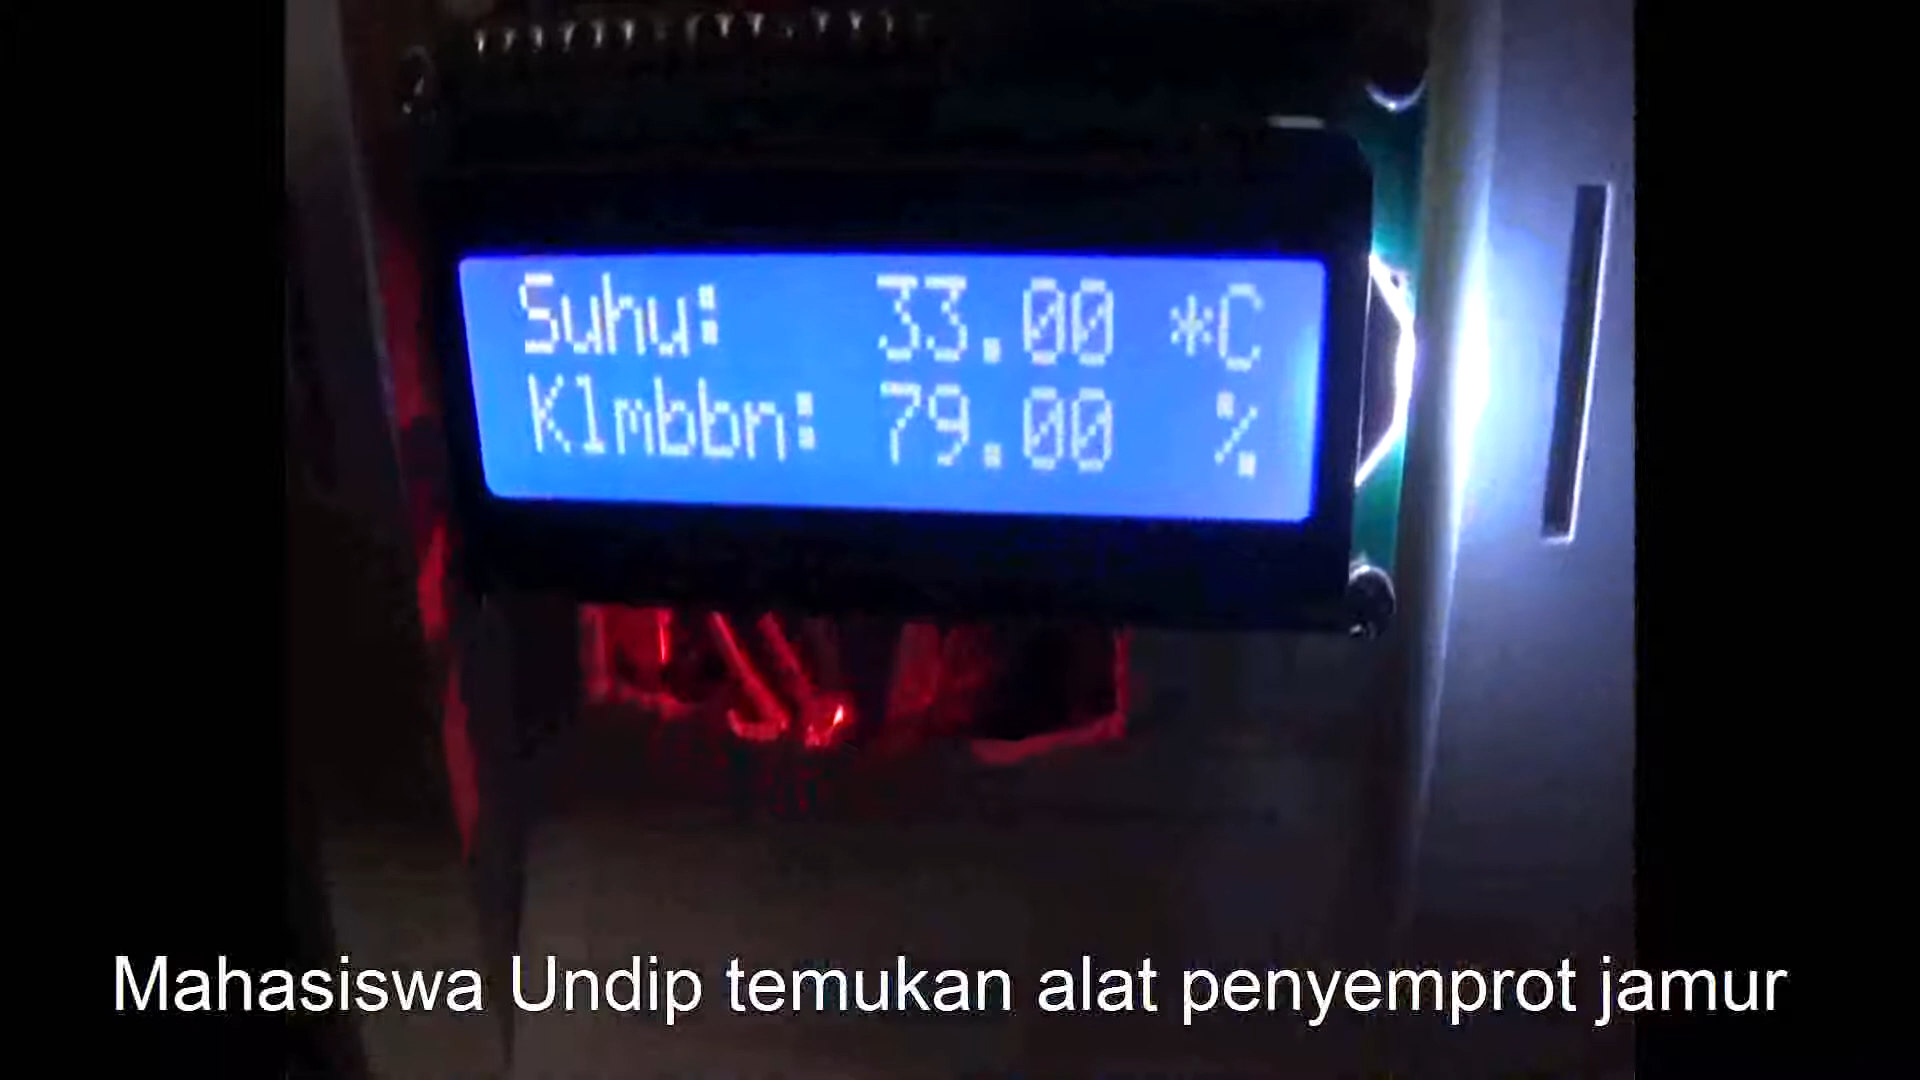 Suhu: 33.00 *C
Klmbbn: 79.00 %
Mahasiswa Undip temukan alat penyemprot jamur